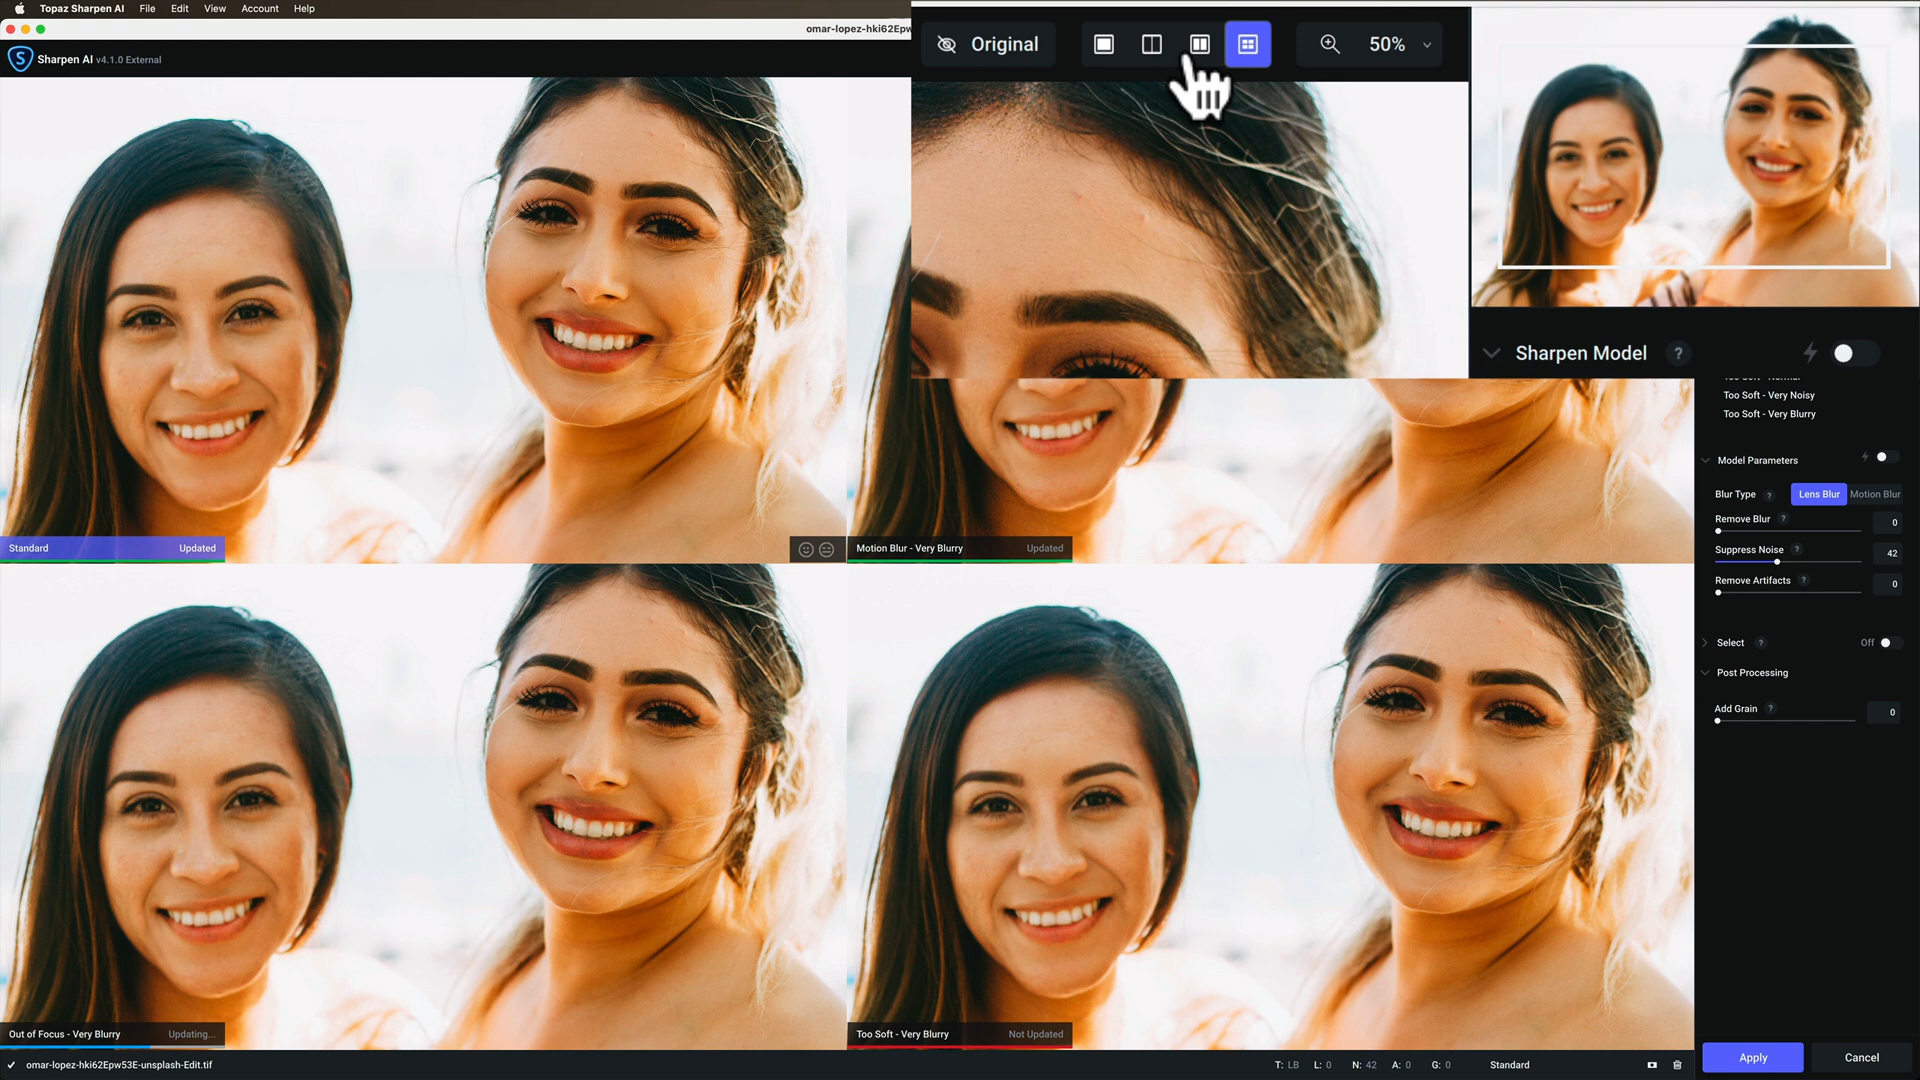 Topaz Sharpen AI File Edit View Account Help
omar-lopez-hki62Epw
Sharpen AI v4.1.0 External
Original
50%
Sharpen Model ?
Too Soft - Normal
Too Soft - Very Noisy
Too Soft - Very Blurry
Model Parameters
Blur Type ? Lens Blur Motion Blur
Remove Blur ? 0
Suppress Noise ? 42
Remove Artifacts ? 0
Select ? Off
Post Processing
Add Grain ? 0
Standard Updated
Motion Blur - Very Blurry Updated
Out of Focus - Very Blurry Updating...
Too Soft - Very Blurry Not Updated
omar-lopez-hki62Epw53E-unsplash-Edit.tif
T: LB L: 0 N: 42 A: 0 G: 0 Standard
Apply Cancel